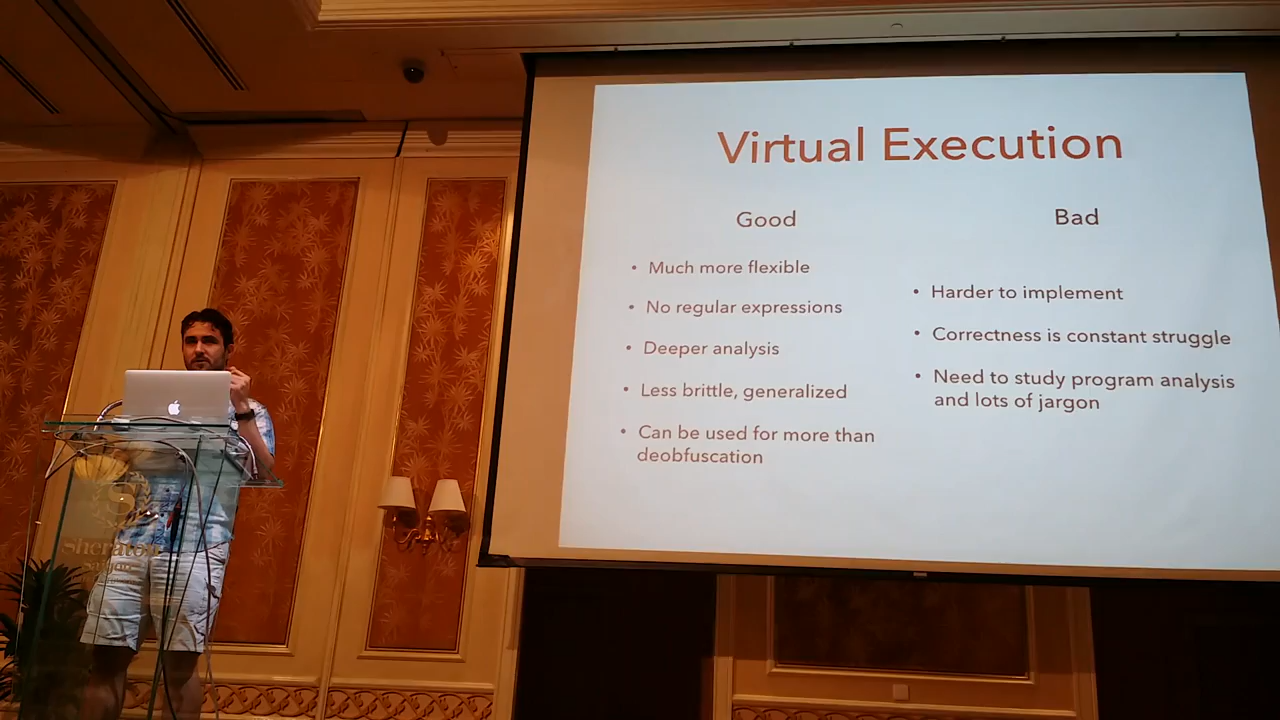 Virtual Execution
Good
• Much more flexible
• No regular expressions
• Deeper analysis
• Less brittle, generalized
• Can be used for more than
deobfuscation
Bad
• Harder to implement
• Correctness is constant struggle
• Need to study program analysis
and lots of jargon
S
Sheraton